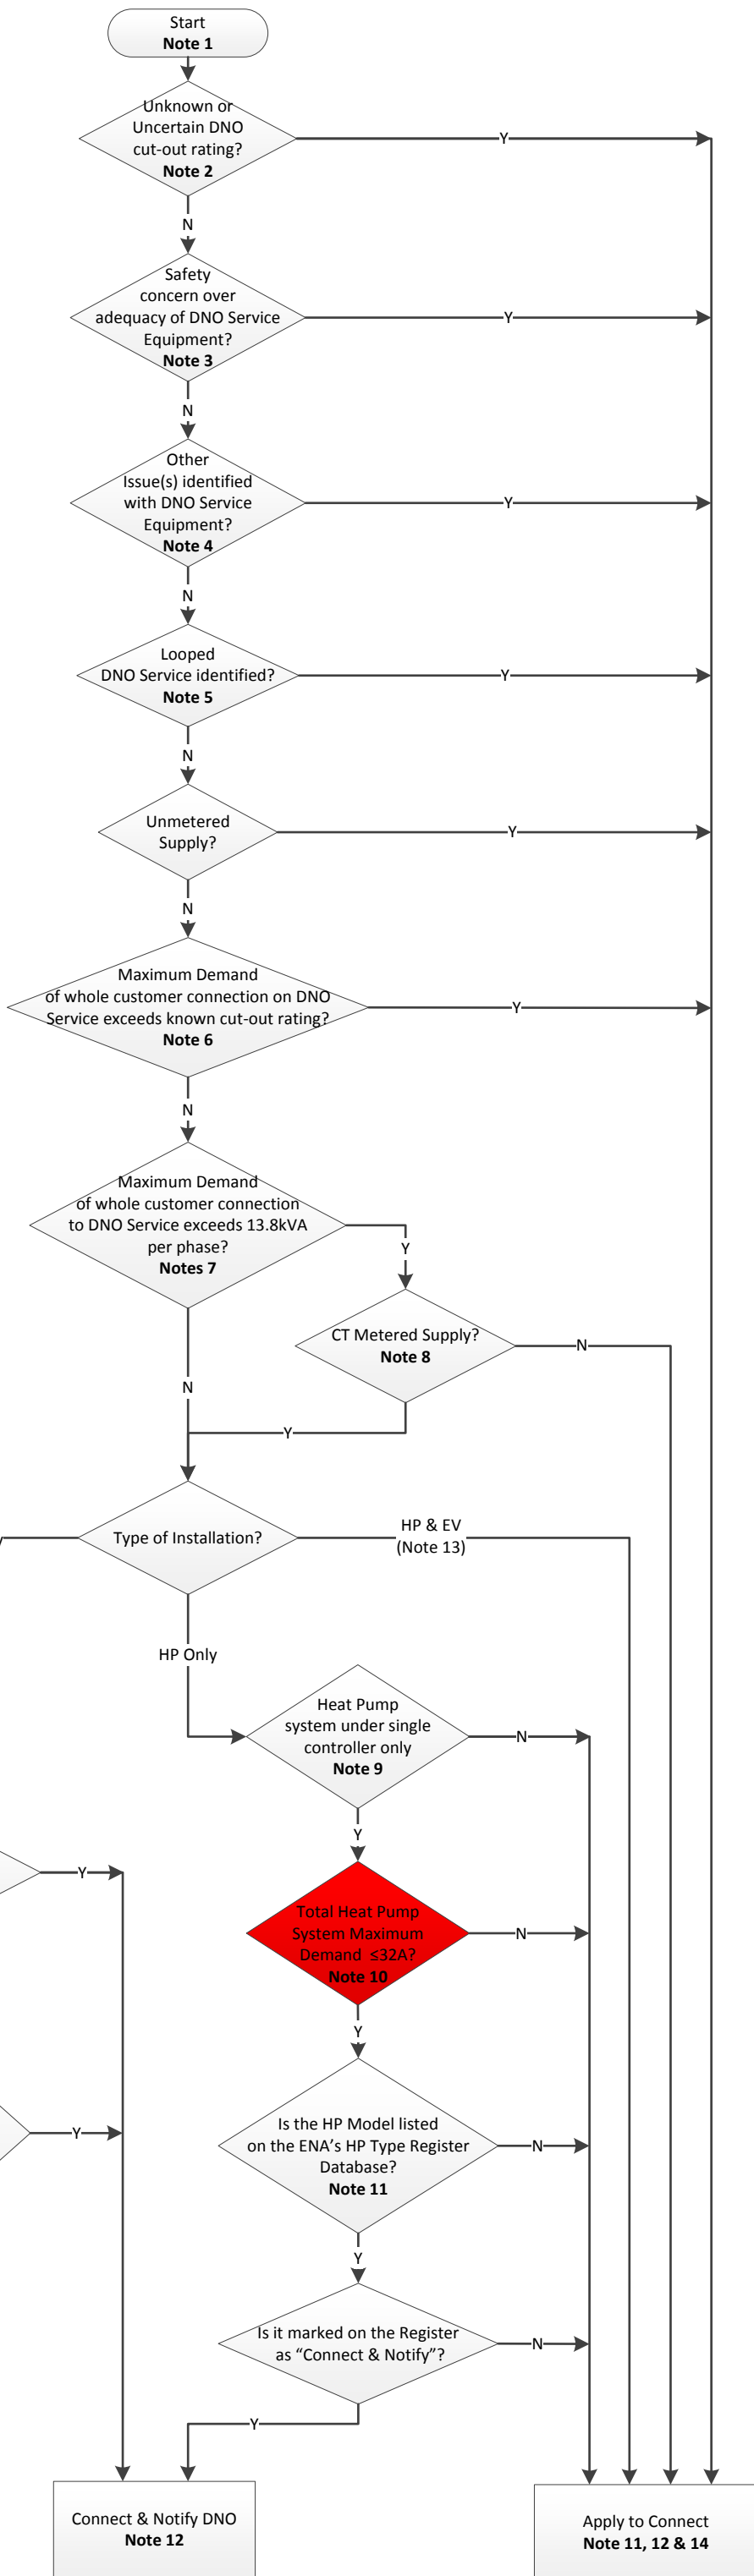 Start
Note 1
Unknown or
Uncertain DNO
cut-out rating?
Note 2
Y
N
Safety
concern over
adequacy of DNO Service
Equipment?
Note 3
Y
N
Other
Issue(s) identified
with DNO Service
Equipment?
Note 4
Y
N
Looped
DNO Service identified?
Note 5
Y
N
Unmetered
Supply?
Y
N
Maximum Demand
of whole customer connection on DNO
Service exceeds known cut-out rating?
Note 6
Y
N
Maximum Demand
of whole customer connection
to DNO Service exceeds 13.8kVA
per phase?
Notes 7
Y
CT Metered Supply?
Note 8
N
N
Y
Type of Installation?
HP & EV
(Note 13)
HP Only
Heat Pump
system under single
controller only
Note 9
N
Y
Y
Total Heat Pump
System Maximum
Demand ≤32A?
Note 10
N
Y
Y
Is the HP Model listed
on the ENA's HP Type Register
Database?
Note 11
N
Y
Is it marked on the Register
as "Connect & Notify"?
N
Y
Connect & Notify DNO
Note 12
Apply to Connect
Note 11, 12 & 14